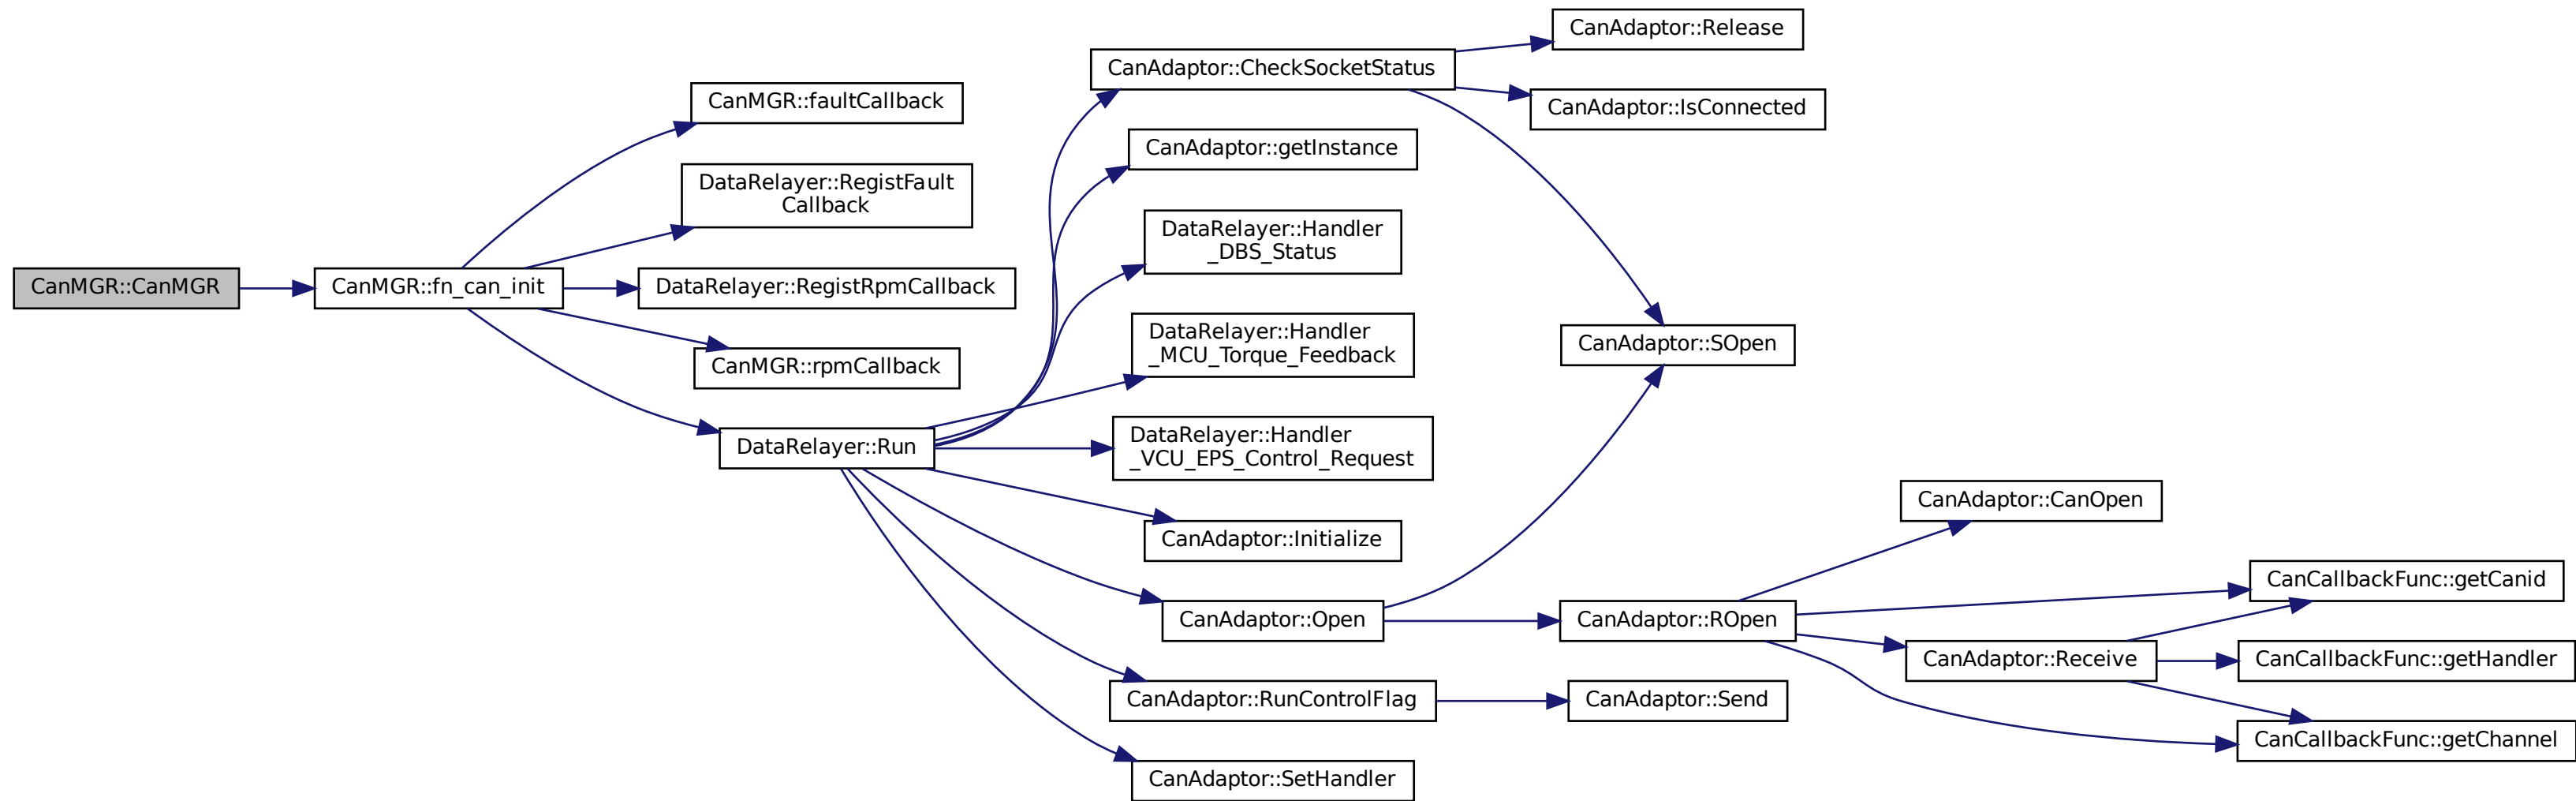 CanMGR::CanMGR
CanMGR::fn_can_init
CanMGR::faultCallback
DataRelayer::RegistFault
Callback
DataRelayer::RegistRpmCallback
CanMGR::rpmCallback
DataRelayer::Run
CanAdaptor::CheckSocketStatus
CanAdaptor::getInstance
DataRelayer::Handler
_DBS_Status
DataRelayer::Handler
_MCU_Torque_Feedback
DataRelayer::Handler
_VCU_EPS_Control_Request
CanAdaptor::Initialize
CanAdaptor::Open
CanAdaptor::RunControlFlag
CanAdaptor::SetHandler
CanAdaptor::Release
CanAdaptor::IsConnected
CanAdaptor::SOpen
CanAdaptor::ROpen
CanAdaptor::Send
CanAdaptor::CanOpen
CanAdaptor::Receive
CanCallbackFunc::getCanid
CanCallbackFunc::getHandler
CanCallbackFunc::getChannel